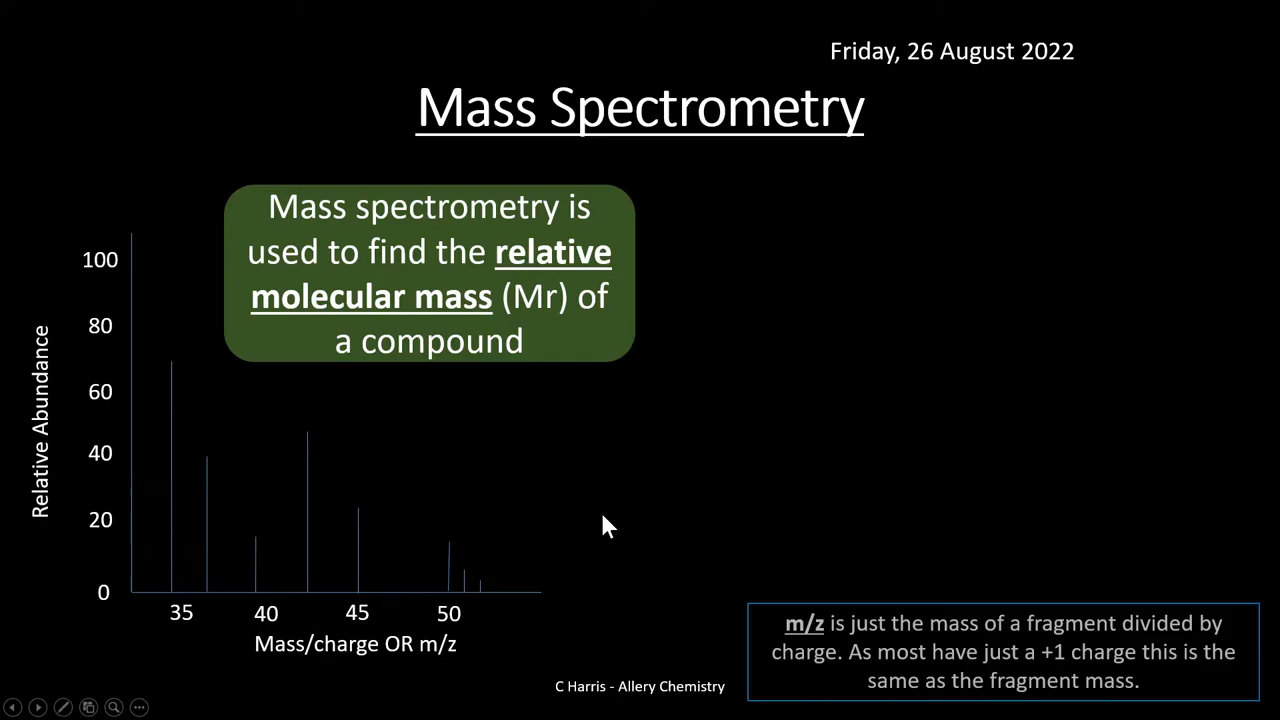 Friday, 26 August 2022
Mass Spectrometry
Mass spectrometry is
used to find the relative
molecular mass (Mr) of
a compound
Relative Abundance
100
80
60
40
20
0
35 40 45 50
Mass/charge OR m/z
m/z is just the mass of a fragment divided by
charge. As most have just a +1 charge this is the
same as the fragment mass.
C Harris - Allery Chemistry